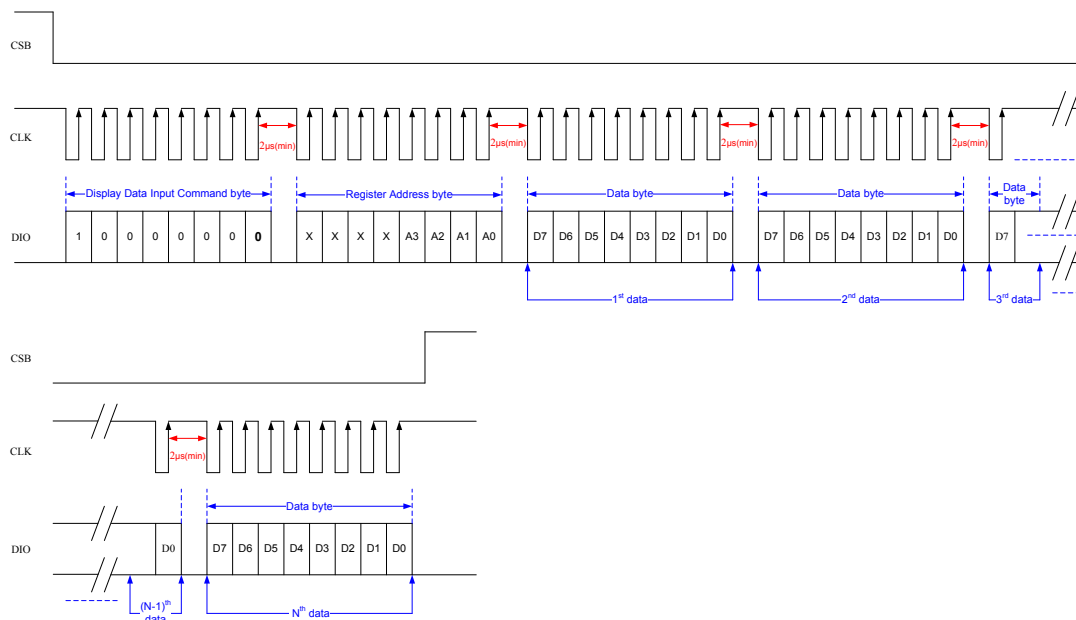 CSB
CLK
2µs(min) 2µs(min) 2µs(min) 2µs(min)
Display Data Input Command byte Register Address byte Data byte Data byte Data byte
DIO 1 0 0 0 0 0 0 0 X X X X A3 A2 A1 A0 D7 D6 D5 D4 D3 D2 D1 D0 D7 D6 D5 D4 D3 D2 D1 D0 D7
1st data 2nd data 3rd data
CSB
CLK 2µs(min)
Data byte
DIO D0 D7 D6 D5 D4 D3 D2 D1 D0
(N-1)th data Nth data